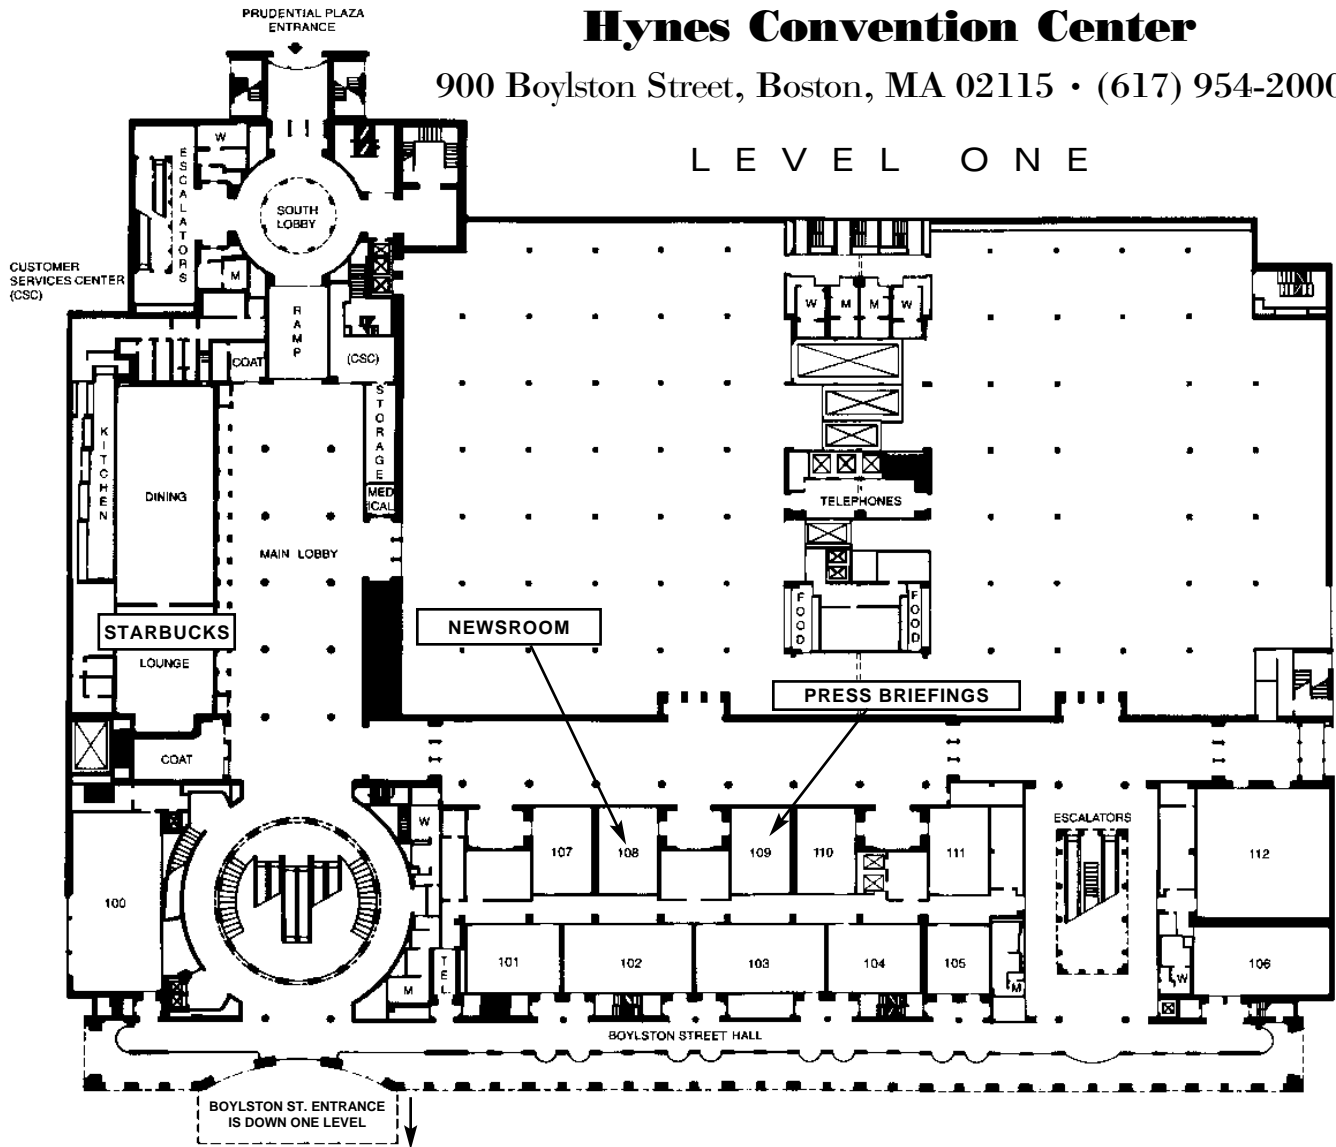 PRUDENTIAL PLAZA
ENTRANCE
Hynes Convention Center
900 Boylston Street, Boston, MA 02115 • (617) 954-2000
LEVEL ONE
W
ESCALATORS
SOUTH
LOBBY
M
CUSTOMER
SERVICES CENTER
(CSC)
RAMP
W
M
M
W
COAT
(CSC)
STORAGE
KITCHEN
DINING
MED
ICAL
TELEPHONES
MAIN LOBBY
FOOD
FOOD
STARBUCKS
NEWSROOM
LOUNGE
PRESS BRIEFINGS
COAT
W
ESCALATORS
107
108
109
110
111
112
100
101
102
103
104
105
106
TEL
M
M
W
BOYLSTON STREET HALL
BOYLSTON ST. ENTRANCE
IS DOWN ONE LEVEL